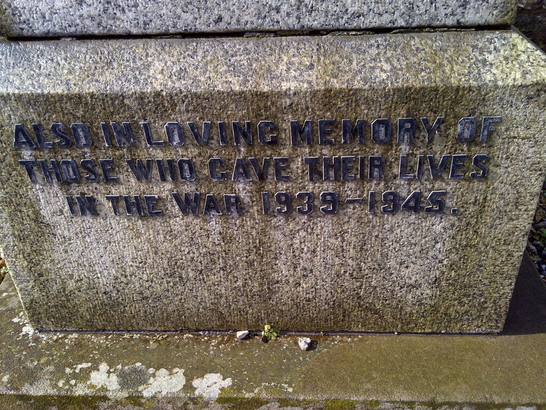 ALSO IN LOVING MEMORY OF
THOSE WHO GAVE THEIR LIVES
IN THE WAR 1939-1945.